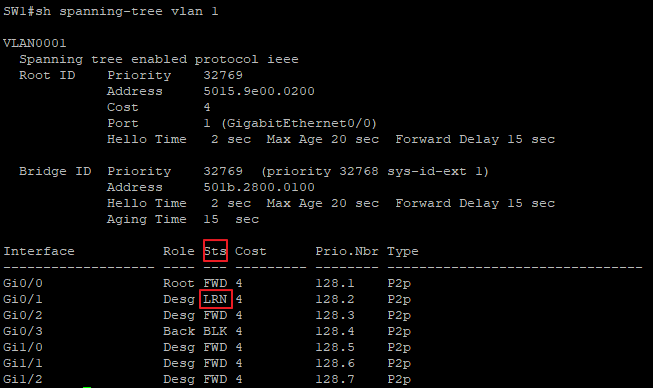 SW1#sh spanning-tree vlan 1
VLAN0001
Spanning tree enabled protocol ieee
Root ID Priority 32769
Address 5015.9e00.0200
Cost 4
Port 1 (GigabitEthernet0/0)
Hello Time 2 sec Max Age 20 sec Forward Delay 15 sec
Bridge ID Priority 32769 (priority 32768 sys-id-ext 1)
Address 501b.2800.0100
Hello Time 2 sec Max Age 20 sec Forward Delay 15 sec
Aging Time 15 sec
Interface Role Sts Cost Prio.Nbr Type
------------------- ---- --- --------- -------- --------------------------------
Gi0/0 Root FWD 4 128.1 P2p
Gi0/1 Desg LRN 4 128.2 P2p
Gi0/2 Desg FWD 4 128.3 P2p
Gi0/3 Back BLK 4 128.4 P2p
Gi1/0 Desg FWD 4 128.5 P2p
Gi1/1 Desg FWD 4 128.6 P2p
Gi1/2 Desg FWD 4 128.7 P2p